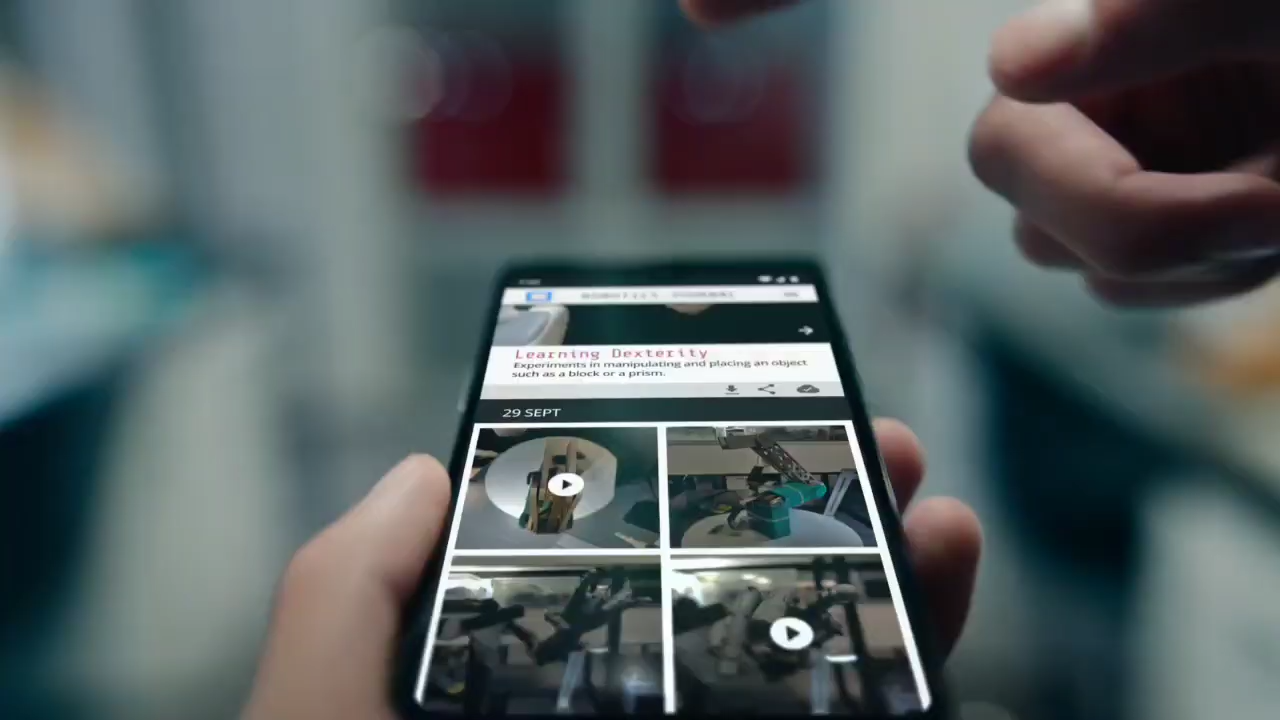 Learning Dexterity
Experiments in manipulating and placing an object
such as a block or a prism.
29 SEPT